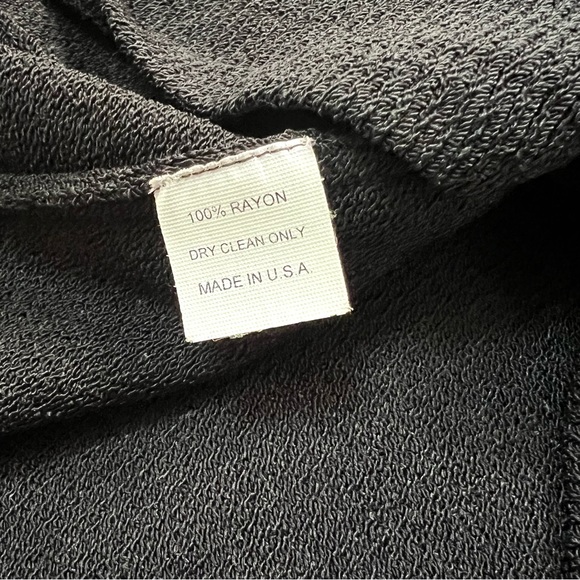 100% RAYON
DRY CLEAN ONLY
MADE IN U.S.A.